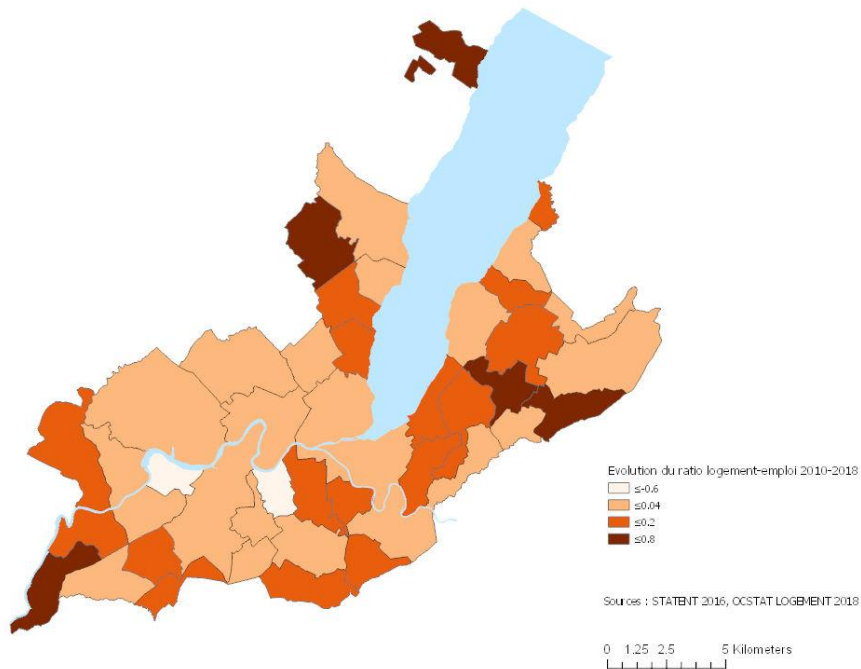 Evolution du ratio logement-emploi 2010-2018
≤-0.6
≤0.04
≤0.2
≤0.8
Sources : STATENT 2016, OCSTAT LOGEMENT 2018
0 1.25 2.5 5 Kilometers